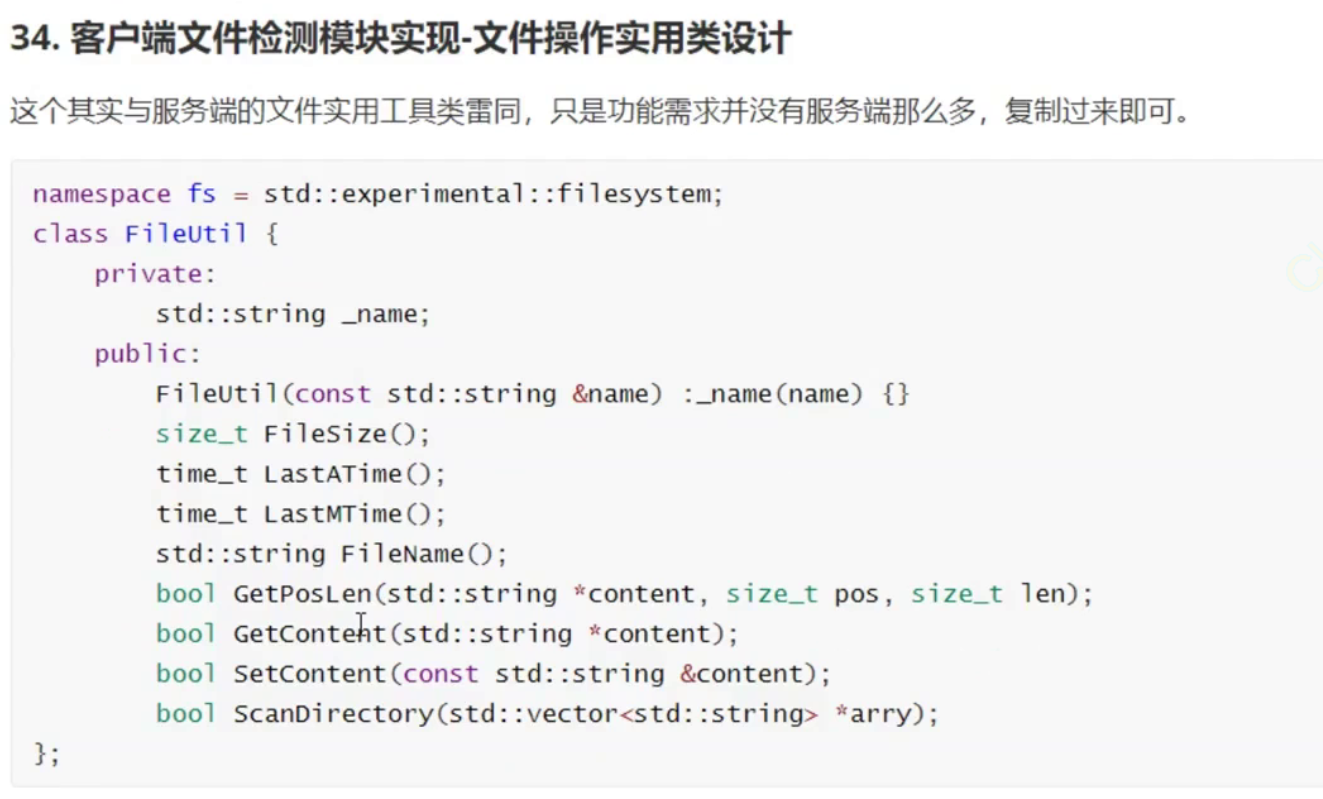 34. 客户端文件检测模块实现-文件操作实用类设计
这个其实与服务端的文件实用工具类雷同，只是功能需求并没有服务端那么多，复制过来即可。
namespace fs = std::experimental::filesystem;
class FileUtil {
    private:
        std::string _name;
    public:
        FileUtil(const std::string &name) :_name(name) {}
        size_t FileSize();
        time_t LastATime();
        time_t LastMTime();
        std::string FileName();
        bool GetPosLen(std::string *content, size_t pos, size_t len);
        bool GetContent(std::string *content);
        bool SetContent(const std::string &content);
        bool ScanDirectory(std::vector<std::string> *arry);
};